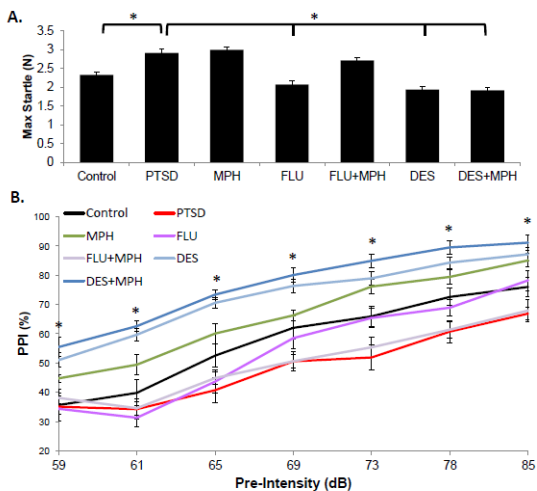 A.
*
*
Max Startle (N)
3.5
3
2.5
2
1.5
1
0.5
0
Control PTSD MPH FLU FLU+MPH DES DES+MPH
B.
Control PTSD
MPH FLU
FLU+MPH DES
DES+MPH
* * * * * * *
PPI (%)
100
90
80
70
60
50
40
30
20
59 61 65 69 73 78 85
Pre-Intensity (dB)